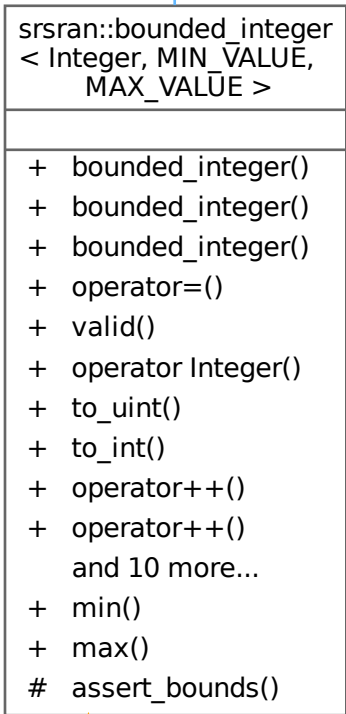 srsran::bounded_integer
< Integer, MIN_VALUE,
MAX_VALUE >
+ bounded_integer()
+ bounded_integer()
+ bounded_integer()
+ operator=()
+ valid()
+ operator Integer()
+ to_uint()
+ to_int()
+ operator++()
+ operator++()
and 10 more...
+ min()
+ max()
# assert_bounds()